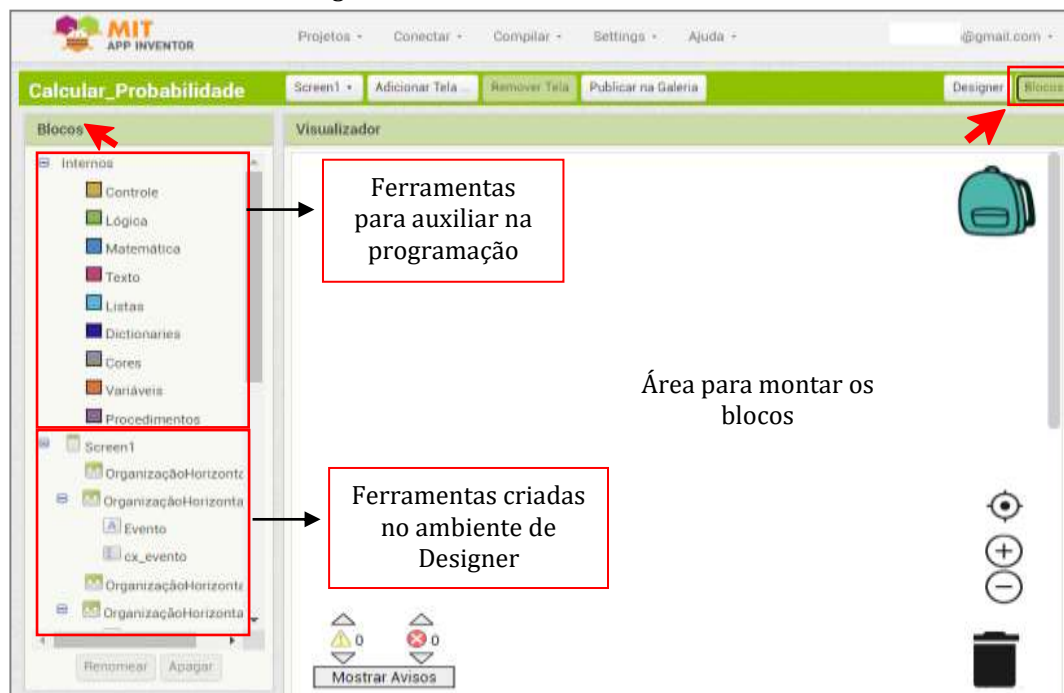 MIT
APP INVENTOR
Projetos
Conectar
Compilar
Settings
Ajuda
@gmail.com
Calcular_Probabilidade
Screen1
Adicionar Tela ...
Remover Tela
Publicar na Galeria
Designer
Blocos
Blocos
Visualizador
Internos
Controle
Lógica
Matemática
Texto
Listas
Dictionaries
Cores
Variáveis
Procedimentos
Screen1
OrganizaçãoHorizonta
OrganizaçãoHorizonta
Evento
cx_evento
OrganizaçãoHorizonta
OrganizaçãoHorizonta
Renomear
Apagar
Ferramentas
para auxiliar na
programação
Área para montar os
blocos
Ferramentas criadas
no ambiente de
Designer
0
0
Mostrar Avisos